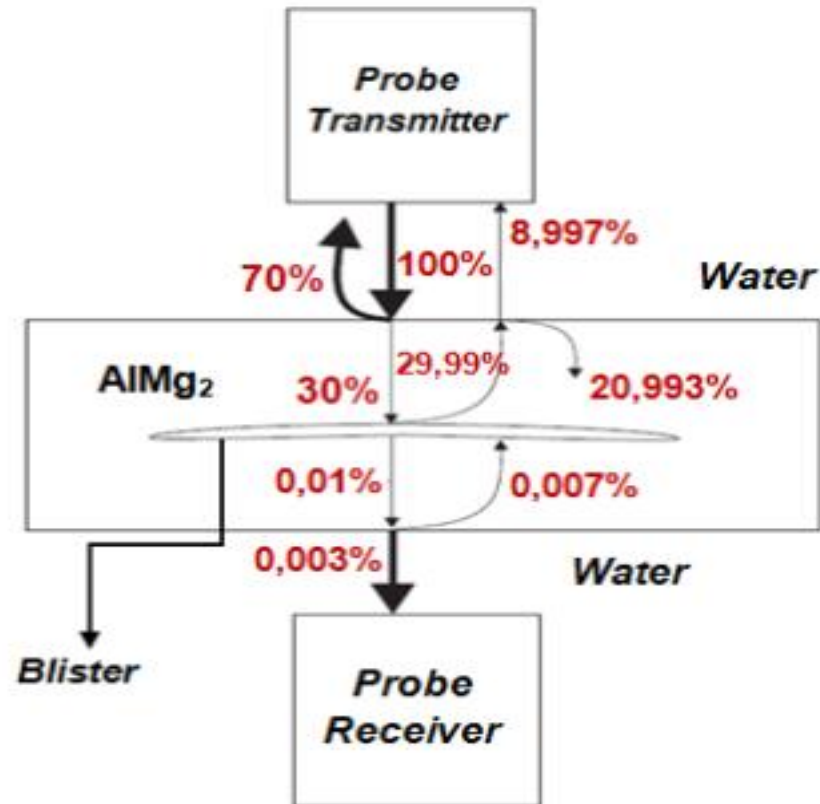 Probe
Transmitter
8,997%
70%
100%
Water
AlMg₂
29,99%
30%
20,993%
0,01%
0,007%
0,003%
Water
Blister
Probe
Receiver